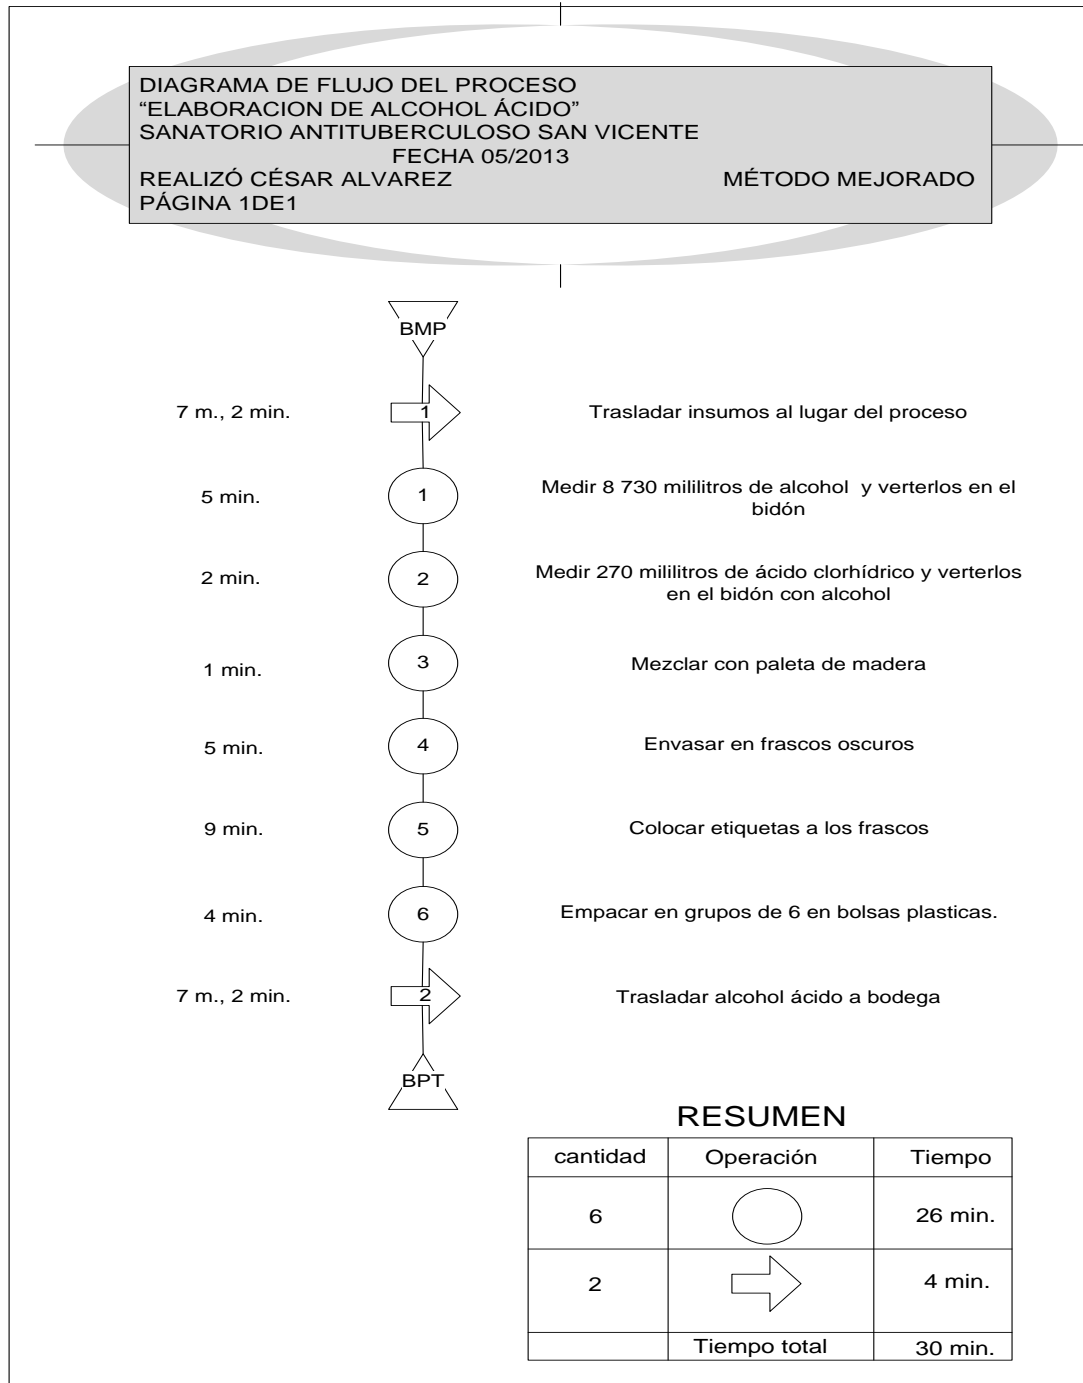 DIAGRAMA DE FLUJO DEL PROCESO
“ELABORACION DE ALCOHOL ÁCIDO”
SANATORIO ANTITUBERCULOSO SAN VICENTE
FECHA 05/2013
REALIZÓ CÉSAR ALVAREZ MÉTODO MEJORADO
PÁGINA 1DE1
BMP
7 m., 2 min. 1 Trasladar insumos al lugar del proceso
5 min. 1 Medir 8 730 mililitros de alcohol y verterlos en el
bidón
2 min. 2 Medir 270 mililitros de ácido clorhídrico y verterlos
en el bidón con alcohol
1 min. 3 Mezclar con paleta de madera
5 min. 4 Envasar en frascos oscuros
9 min. 5 Colocar etiquetas a los frascos
4 min. 6 Empacar en grupos de 6 en bolsas plasticas.
7 m., 2 min. 2 Trasladar alcohol ácido a bodega
BPT
RESUMEN
cantidad Operación Tiempo
6 26 min.
2 4 min.
Tiempo total 30 min.